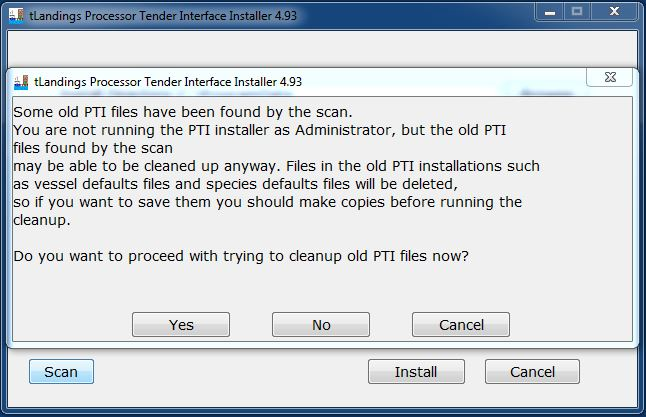 tLandings Processor Tender Interface Installer 4.93
tLandings Processor Tender Interface Installer 4.93
Some old PTI files have been found by the scan.
You are not running the PTI installer as Administrator, but the old PTI
files found by the scan
may be able to be cleaned up anyway. Files in the old PTI installations such
as vessel defaults files and species defaults files will be deleted,
so if you want to save them you should make copies before running the
cleanup.
Do you want to proceed with trying to cleanup old PTI files now?
Yes No Cancel
Scan Install Cancel